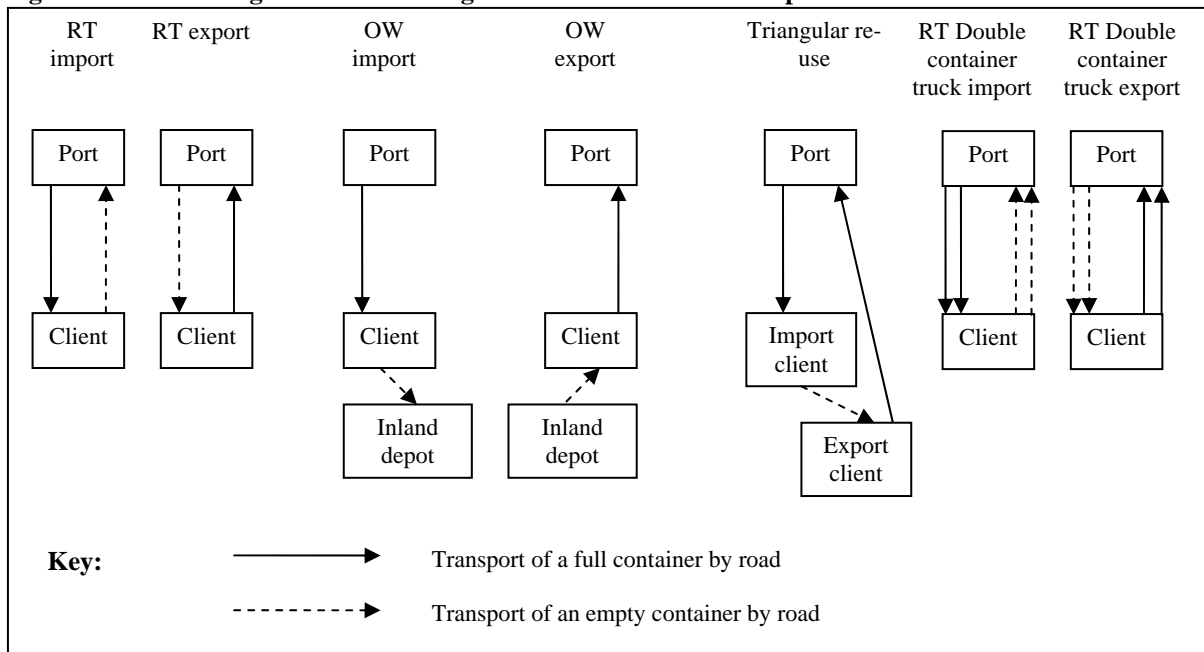 RT
import
RT export
OW
import
OW
export
Triangular re-
use
RT Double
container
truck import
RT Double
container
truck export
Port
Port
Port
Port
Port
Port
Port
Client
Client
Client
Client
Import
client
Client
Client
Inland
depot
Inland
depot
Export
client
Key:
Transport of a full container by road
Transport of an empty container by road